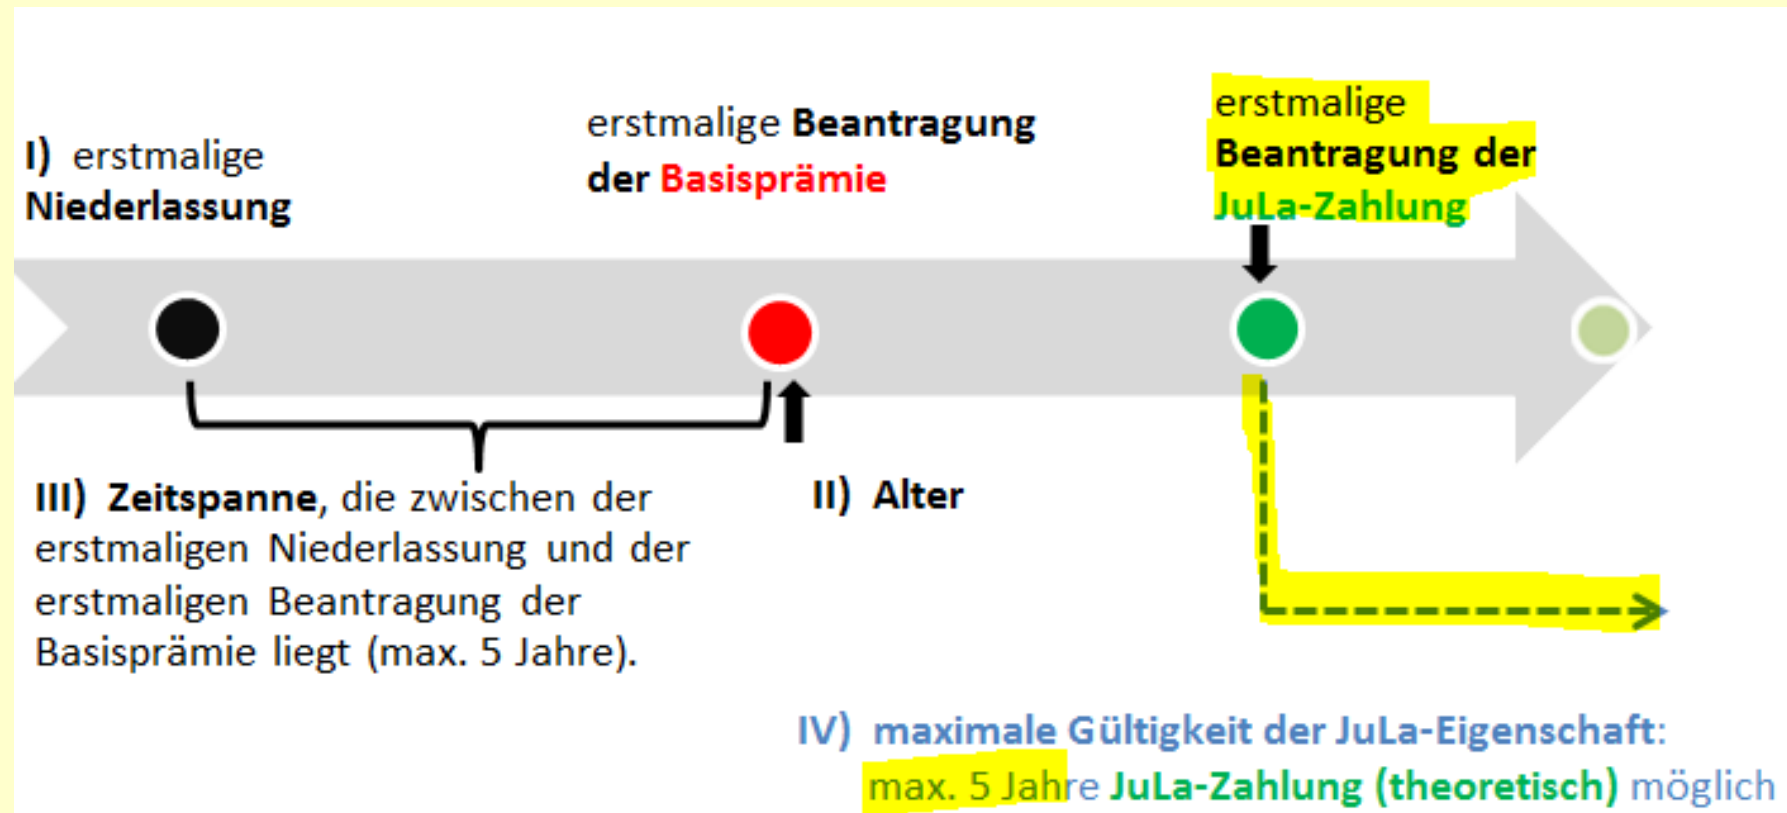 I) erstmalige
Niederlassung
erstmalige Beantragung
der Basisprämie
erstmalige
Beantragung der
JuLa-Zahlung
III) Zeitspanne, die zwischen der
erstmaligen Niederlassung und der
erstmaligen Beantragung der
Basisprämie liegt (max. 5 Jahre).
II) Alter
IV) maximale Gültigkeit der JuLa-Eigenschaft:
max. 5 Jahre JuLa-Zahlung (theoretisch) möglich